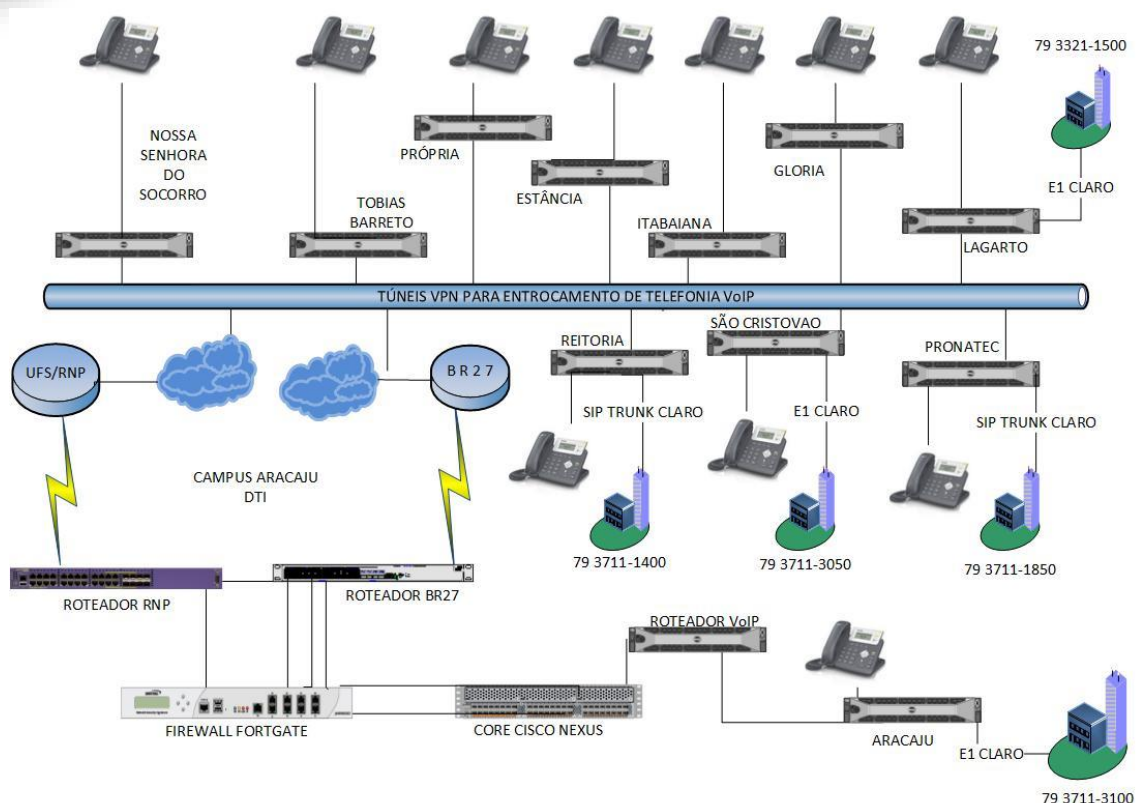 79 3321-1500
NOSSA
SENHORA
DO
SOCORRO
TOBIAS
BARRETO
PRÓPRIA
ESTÂNCIA
ITABAIANA
GLORIA
E1 CLARO
LAGARTO
TÚNEIS VPN PARA ENTROCAMENTO DE TELEFONIA VoIP
UFS/RNP
BR27
REITORIA
SÃO CRISTOVAO
PRONATEC
SIP TRUNK CLARO
E1 CLARO
SIP TRUNK CLARO
CAMPUS ARACAJU
DTI
79 3711-1400
79 3711-3050
79 3711-1850
ROTEADOR RNP
ROTEADOR BR27
ROTEADOR VoIP
FIREWALL FORTGATE
CORE CISCO NEXUS
ARACAJU
E1 CLARO
79 3711-3100